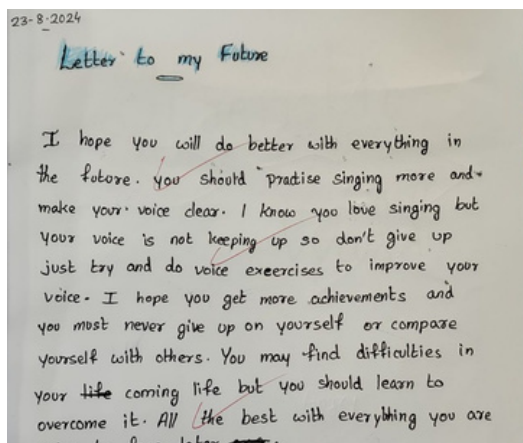 23-8-2024
Letter to my Future
I hope you will do better with everything in
the future. you should practise singing more and
make your voice clear. I know you love singing but
your voice is not keeping up so don't give up
just try and do voice exeercises to improve your
voice. I hope you get more achievements and
you most never give up on yourself or compare
yourself with others. You may find difficulties in
your life coming life but you should learn to
overcome it. All the best with everything you are